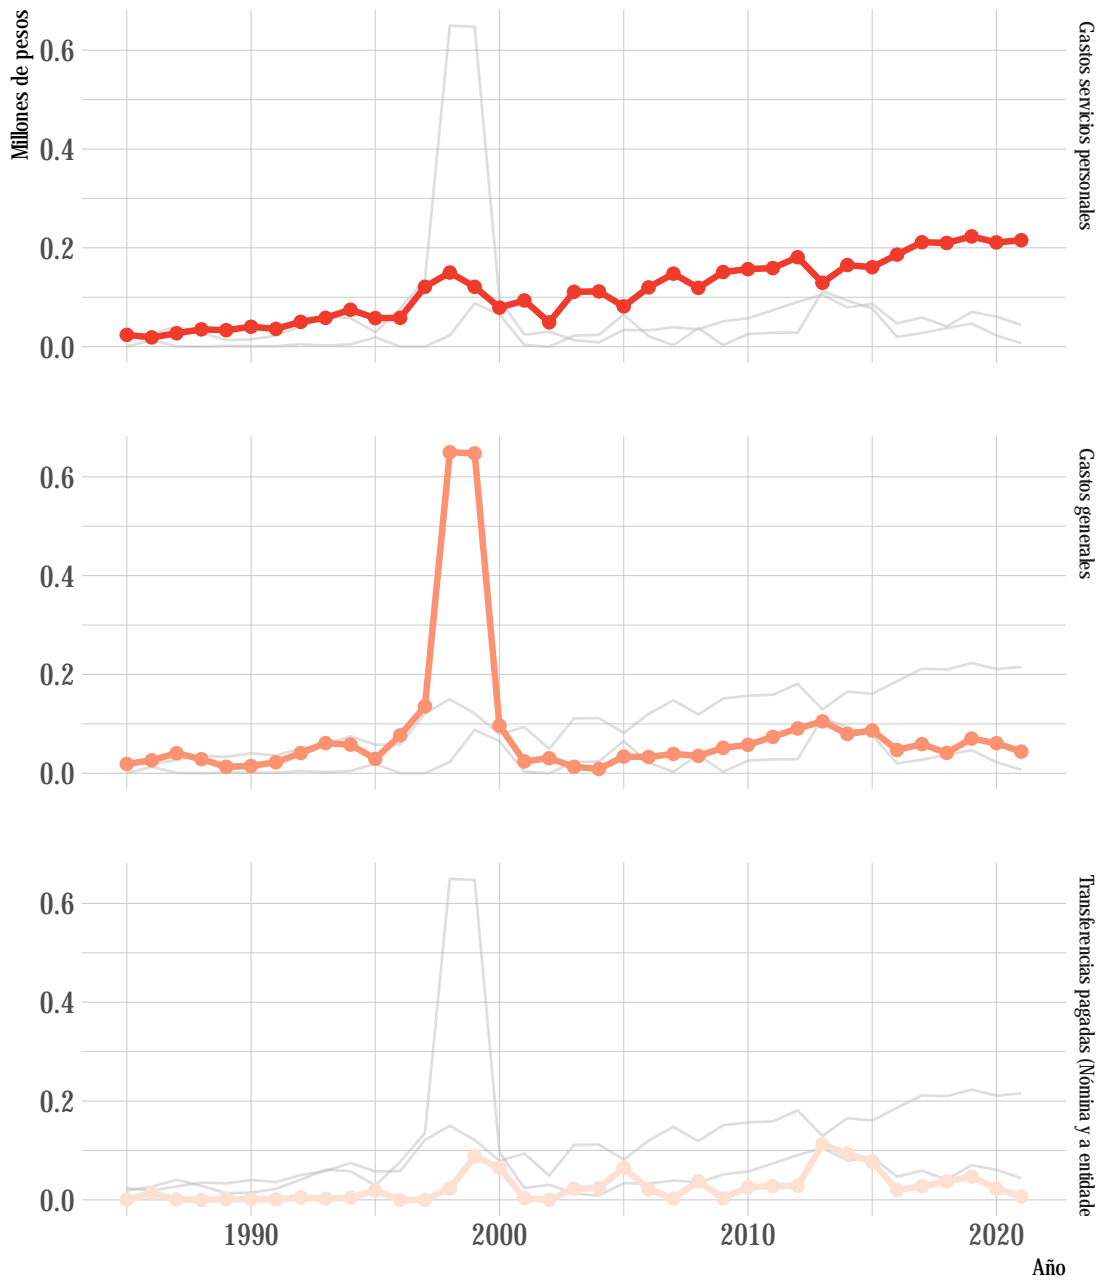 Millones de pesos
0.6
0.4
0.2
0.0
Gastos servicios personales
0.6
0.4
0.2
0.0
Gastos generales
0.6
0.4
0.2
0.0
Transferencias pagadas (Nómina y a entidade
1990 2000 2010 2020
Año